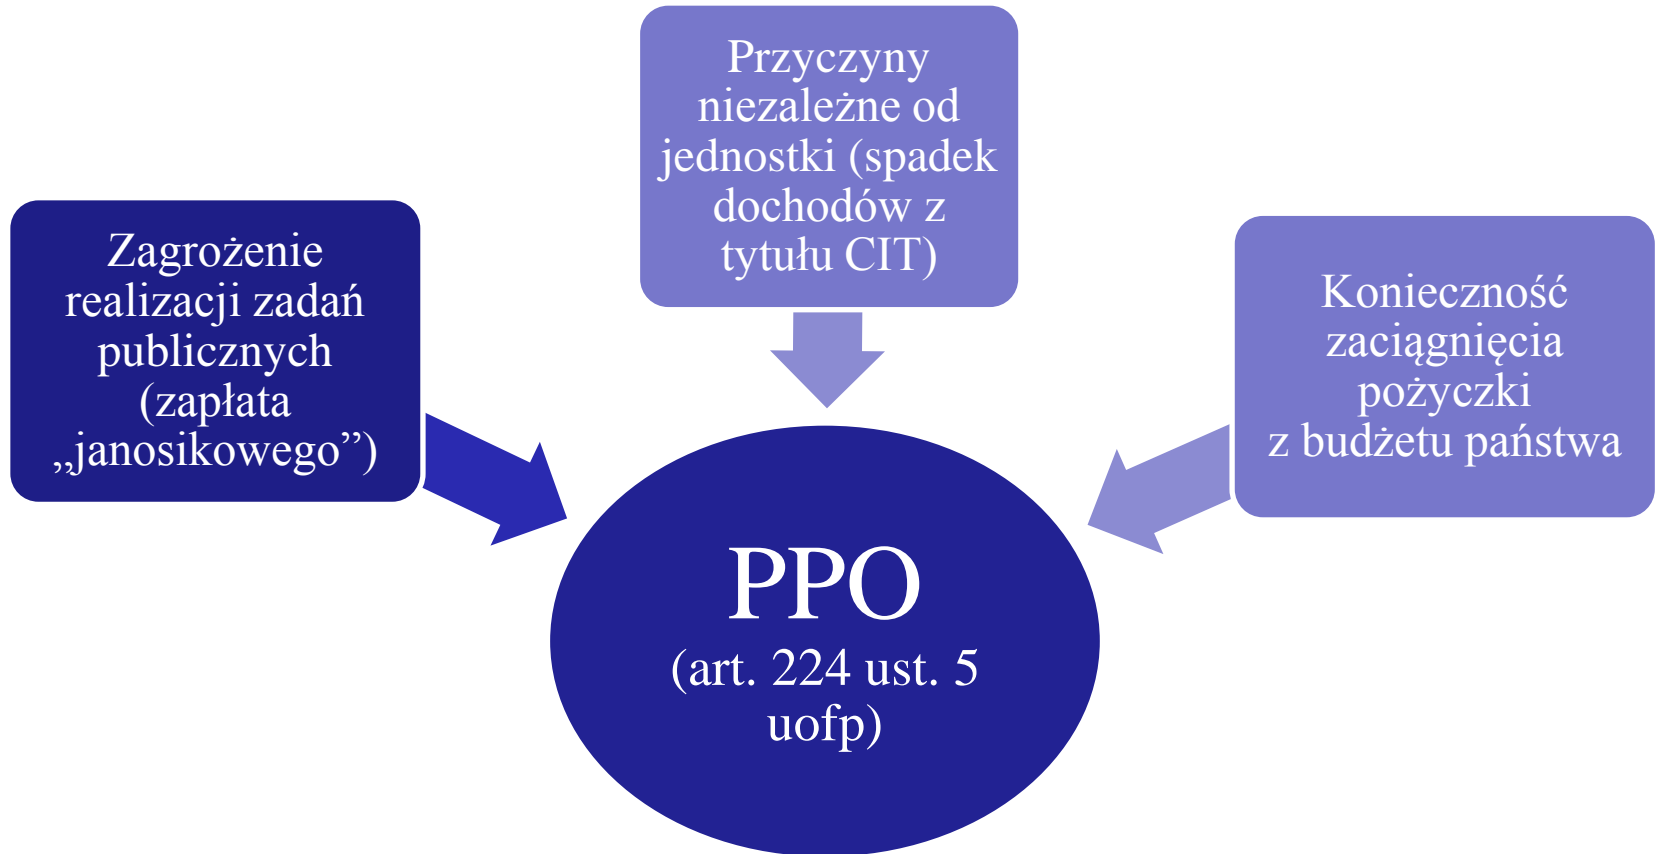 Przyczyny
niezależne od
jednostki (spadek
dochodów z
tytułu CIT)
Zagrożenie
realizacji zadań
publicznych
(zapłata
„janosikowego”)
Konieczność
zaciągnięcia
pożyczki
z budżetu państwa
PPO
(art. 224 ust. 5
uofp)